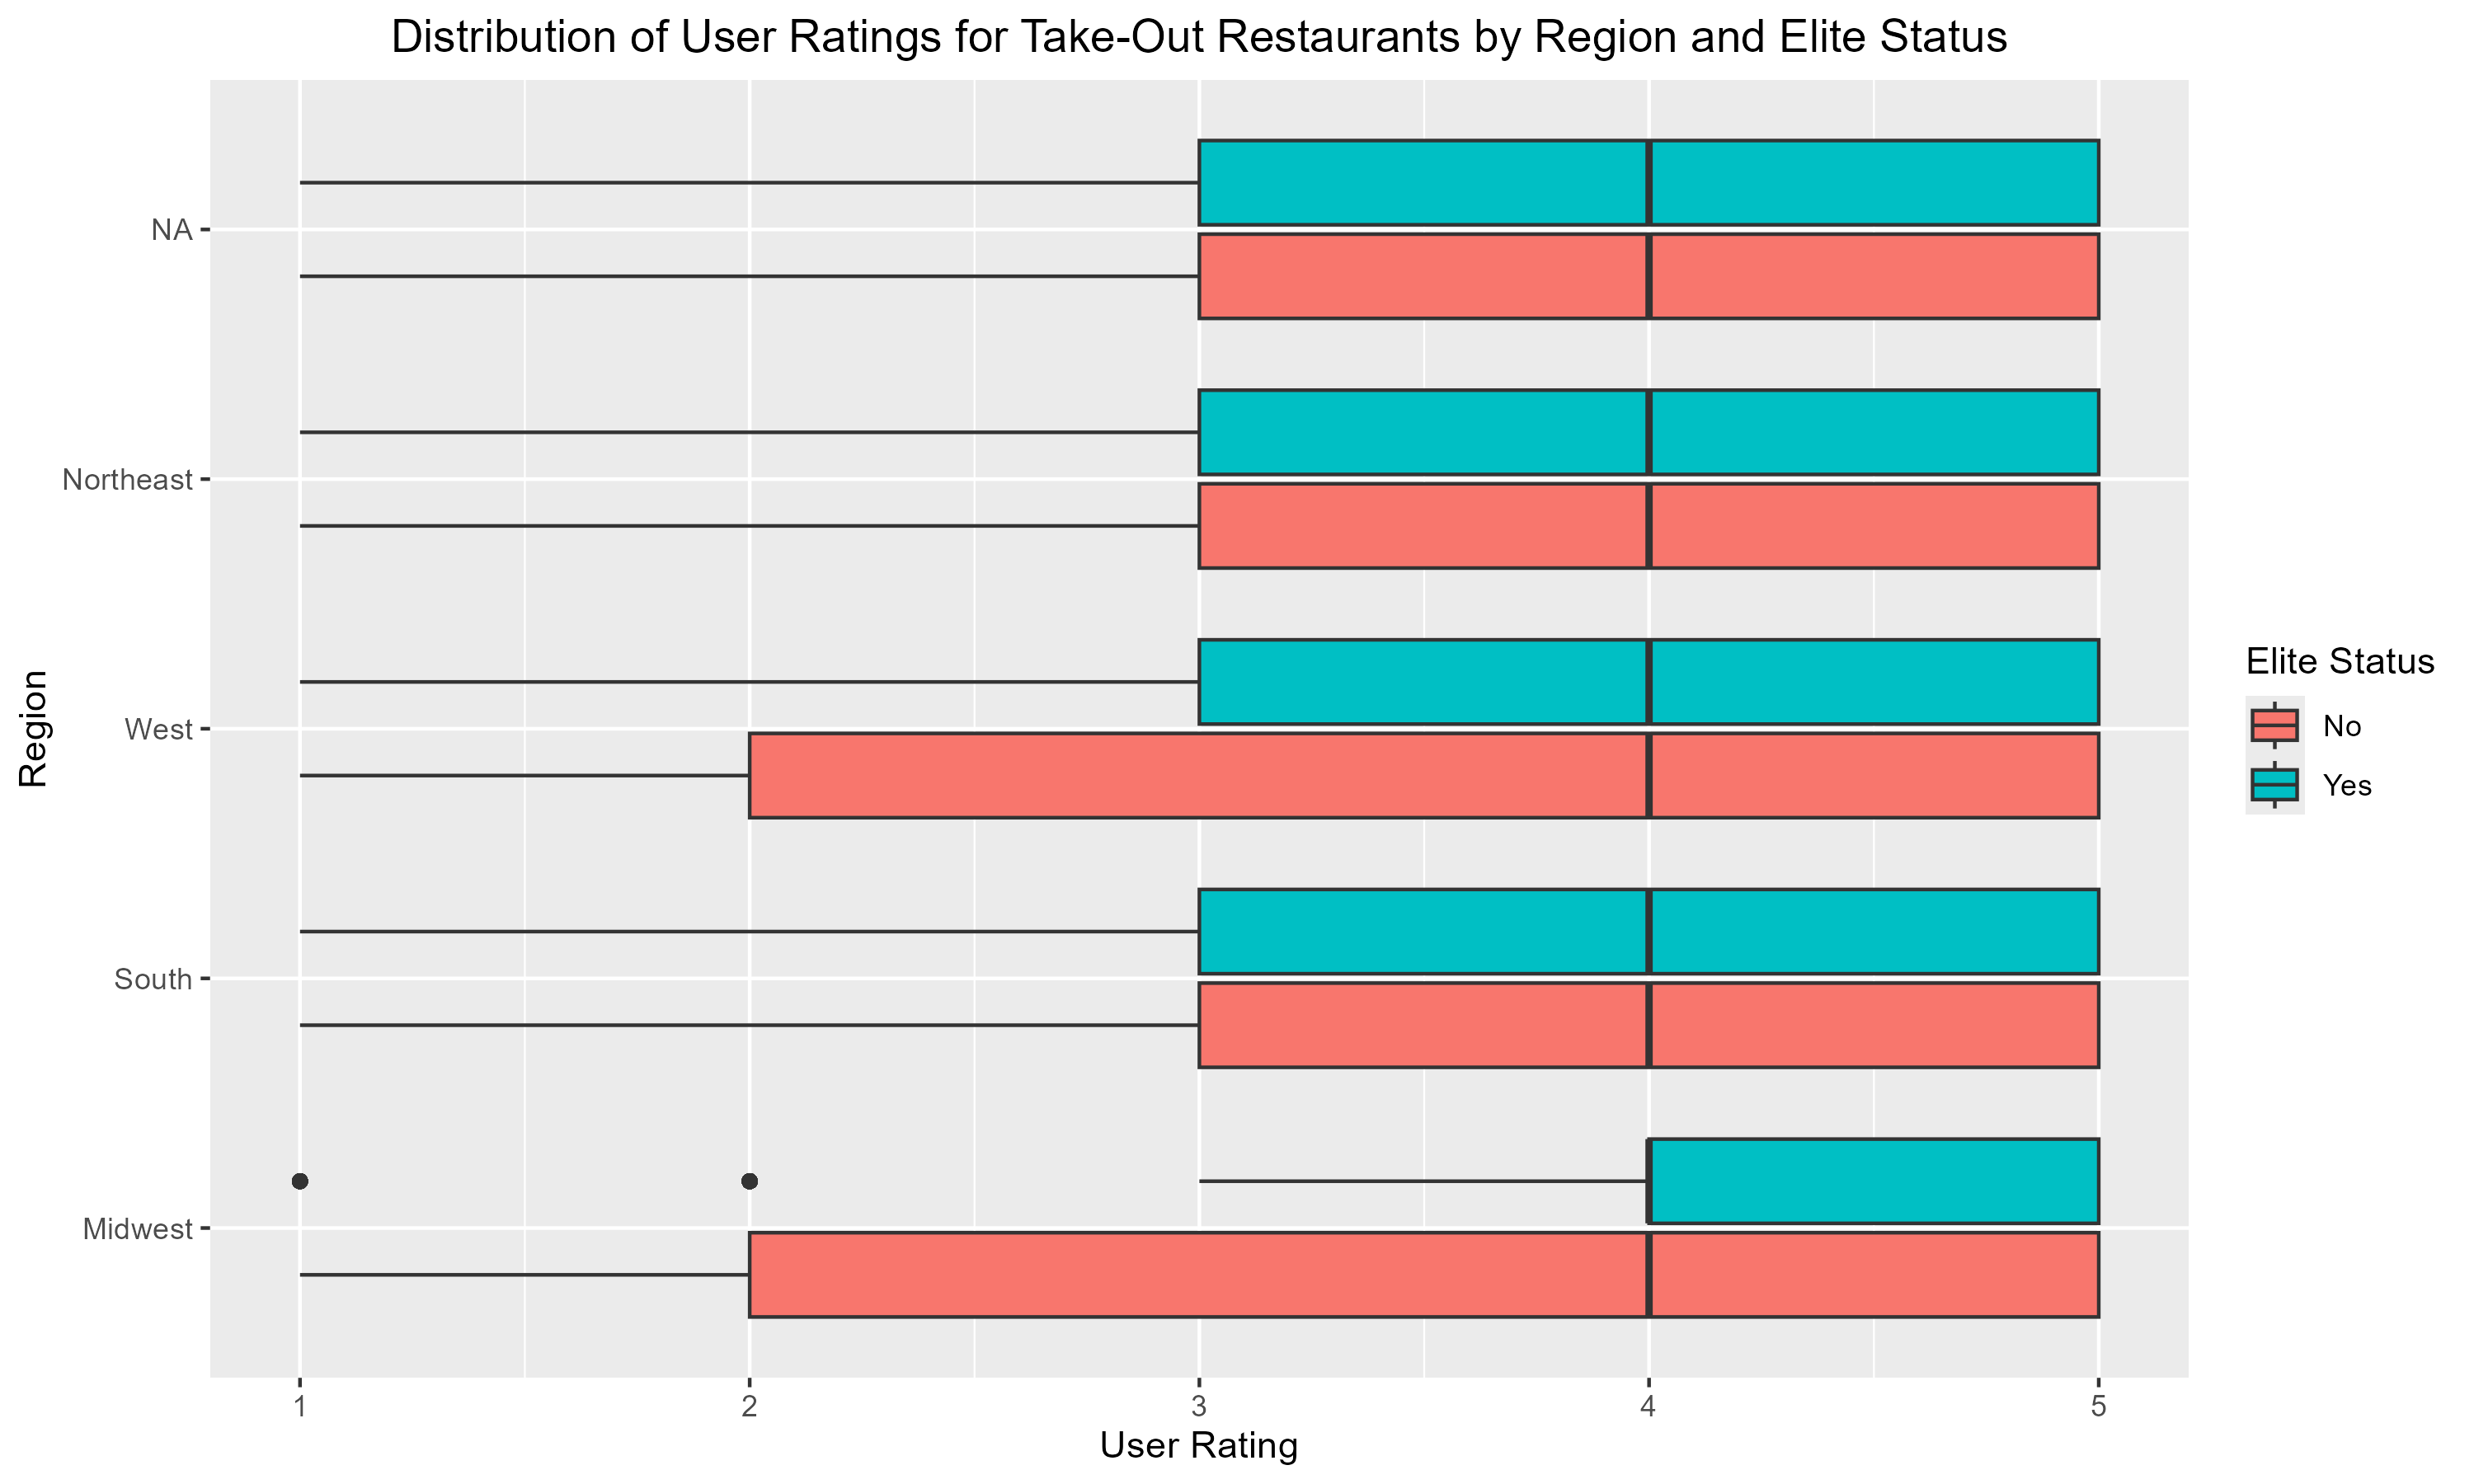 Distribution of User Ratings for Take-Out Restaurants by Region and Elite Status
Region
NA
Northeast
West
South
Midwest
1 2 3 4 5
User Rating
Elite Status
No
Yes